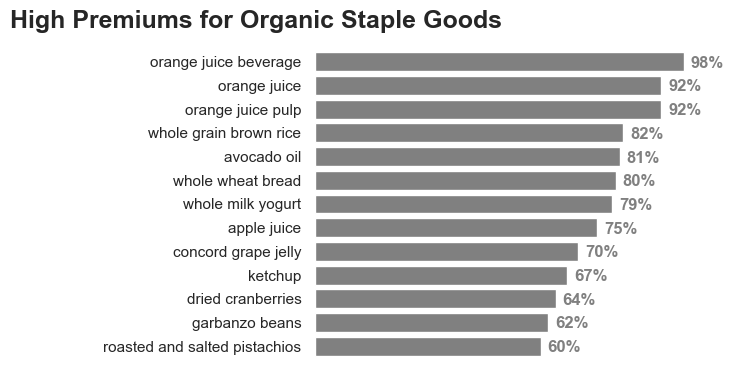 High Premiums for Organic Staple Goods
orange juice beverage 98%
orange juice 92%
orange juice pulp 92%
whole grain brown rice 82%
avocado oil 81%
whole wheat bread 80%
whole milk yogurt 79%
apple juice 75%
concord grape jelly 70%
ketchup 67%
dried cranberries 64%
garbanzo beans 62%
roasted and salted pistachios 60%